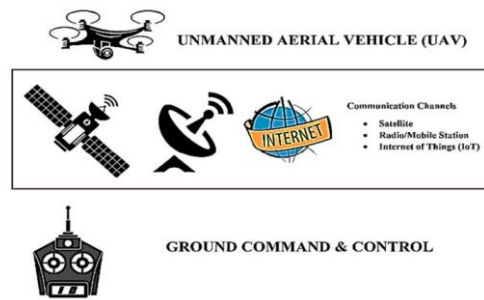 UNMANNED AERIAL VEHICLE (UAV)
Communication Channels
• Satellite
• Radio/Mobile Station
• Internet of Things (IoT)
INTERNET
GROUND COMMAND & CONTROL